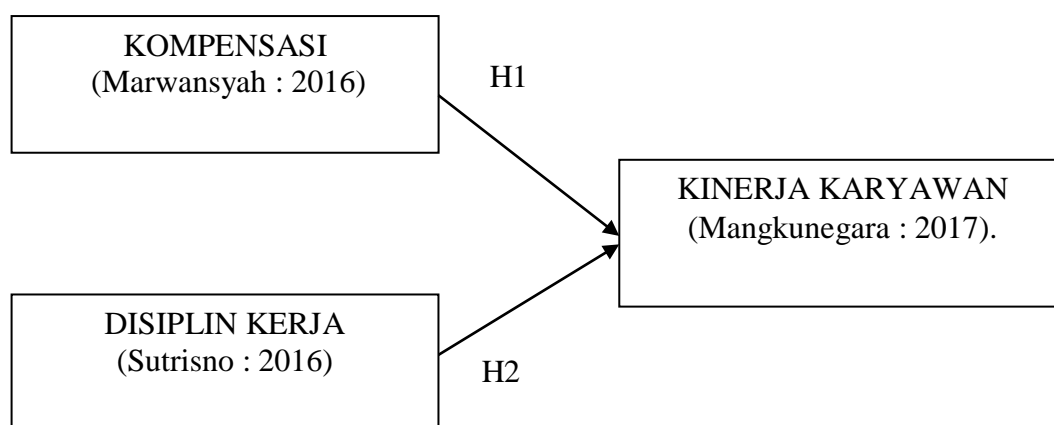 KOMPENSASI
(Marwansyah : 2016)
H1
KINERJA KARYAWAN
(Mangkunegara : 2017).
DISIPLIN KERJA
(Sutrisno : 2016)
H2